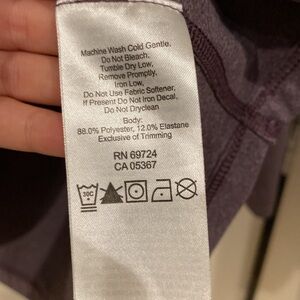 Machine Wash Cold Gentle.
Do Not Bleach.
Tumble Dry Low,
Remove Promptly,
Iron Low,
Do Not Use Fabric Softener,
If Present Do Not Iron Decal,
Do Not Dryclean
Body:
88.0% Polyester, 12.0% Elastane
Exclusive of Trimming
RN 69724
CA 05367
30C